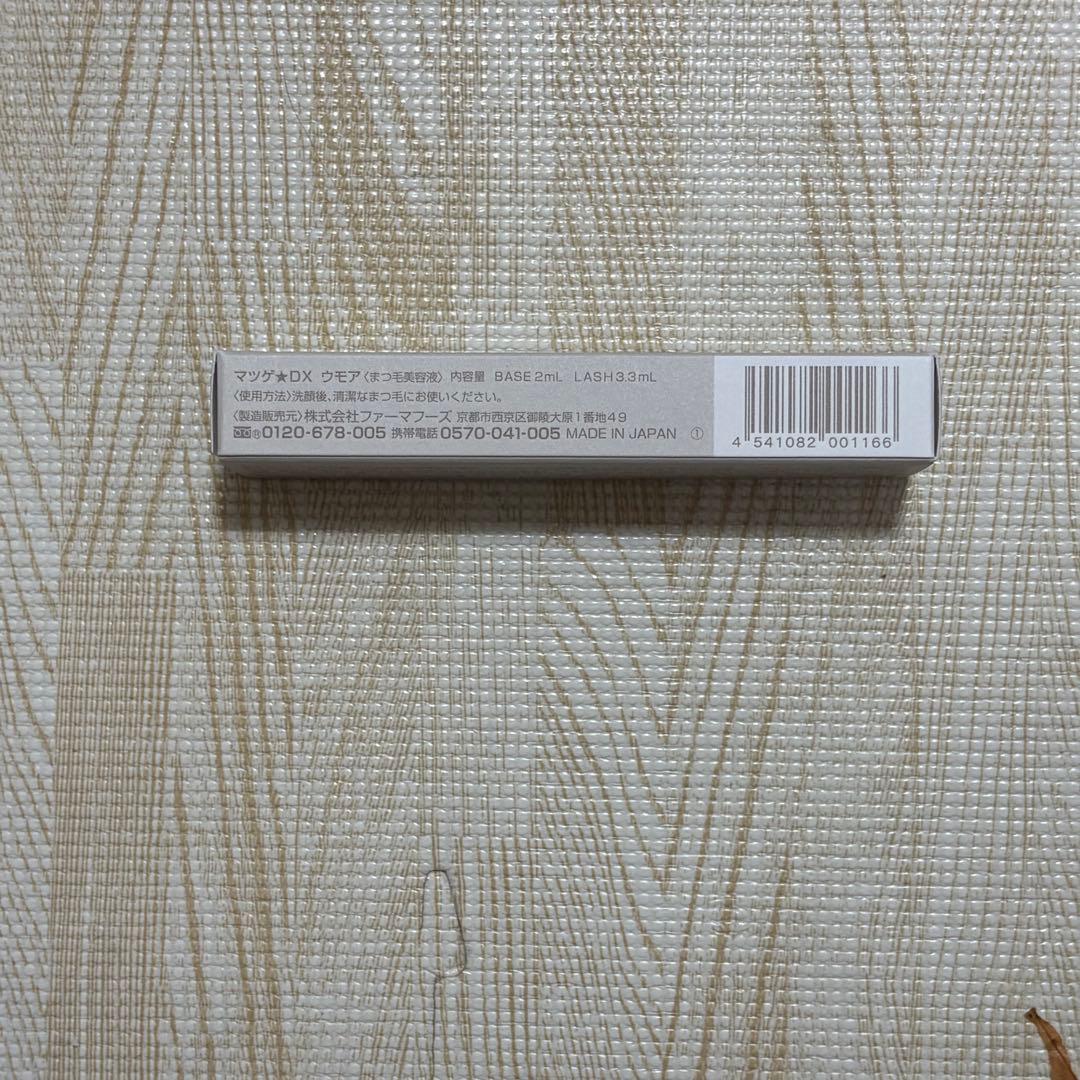 マツゲ★DX ウモア〈まつ毛美容液〉 内容量 BASE 2mL LASH 3.3mL
〈使用方法〉洗顔後、清潔なまつ毛にお使いください。
〈製造販売元〉株式会社ファーマフーズ 京都市西京区御陵大原1番地49
®0120-678-005 携帯電話 0570-041-005 MADE IN JAPAN ①
4 541082 001166